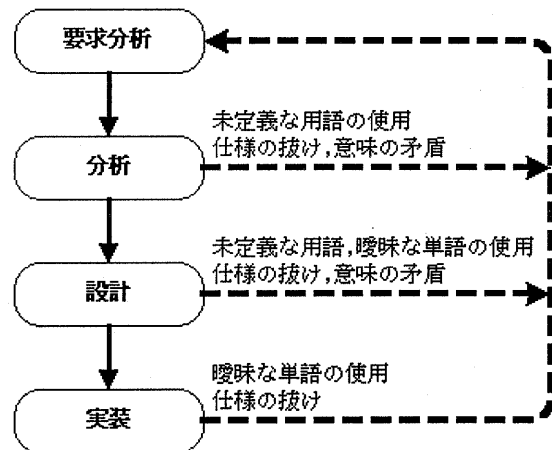 要求分析
未定義な用語の使用
仕様の抜け,意味の矛盾
分析
未定義な用語,曖昧な単語の使用
仕様の抜け,意味の矛盾
設計
曖昧な単語の使用
仕様の抜け
実装